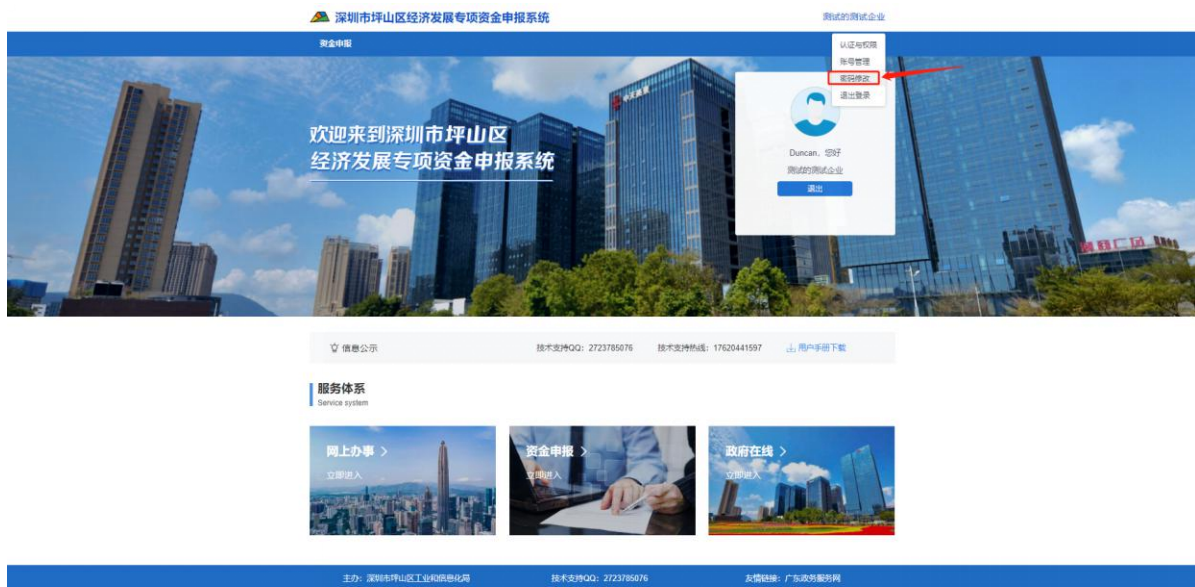 深圳市坪山区经济发展专项资金申报系统
测试的测试企业
资金申报
认证与权限
账号管理
密码修改
退出登录
欢迎来到深圳市坪山区
经济发展专项资金申报系统
Duncan，您好
测试的测试企业
退出
信息公示
技术支持QQ：2723785076
技术支持热线：17620441597
用户手册下载
服务体系
Service system
网上办事 >
立即进入
资金申报 >
立即进入
政府在线 >
立即进入
主办：深圳市坪山区工业和信息化局
技术支持QQ：2723785076
友情链接：广东政务服务网